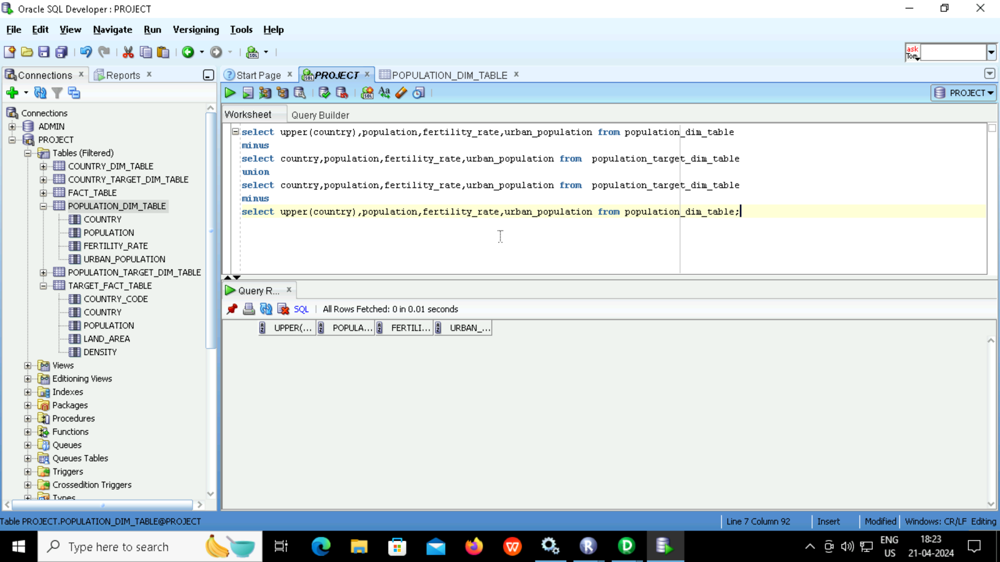 Oracle SQL Developer : PROJECT
File Edit View Navigate Run Versioning Tools Help
ask
Tom
Connections Reports Start Page PROJECT POPULATION_DIM_TABLE
PROJECT
Worksheet Query Builder
Connections
ADMIN
PROJECT
Tables (Filtered)
COUNTRY_DIM_TABLE
COUNTRY_TARGET_DIM_TABLE
FACT_TABLE
POPULATION_DIM_TABLE
COUNTRY
POPULATION
FERTILITY_RATE
URBAN_POPULATION
POPULATION_TARGET_DIM_TABLE
TARGET_FACT_TABLE
COUNTRY_CODE
COUNTRY
POPULATION
LAND_AREA
DENSITY
Views
Editioning Views
Indexes
Packages
Procedures
Functions
Queues
Queues Tables
Triggers
Crossedition Triggers
Types
select upper(country),population,fertility_rate,urban_population from population_dim_table
minus
select country,population,fertility_rate,urban_population from  population_target_dim_table
union
select country,population,fertility_rate,urban_population from  population_target_dim_table
minus
select upper(country),population,fertility_rate,urban_population from population_dim_table;
Query R...
SQL | All Rows Fetched: 0 in 0.01 seconds
UPPER(... POPULA... FERTILI... URBAN_...
Table PROJECT.POPULATION_DIM_TABLE@PROJECT Line 7 Column 92 Insert Modified Windows: CR/LF Editing
Type here to search
ENG
US
18:23
21-04-2024